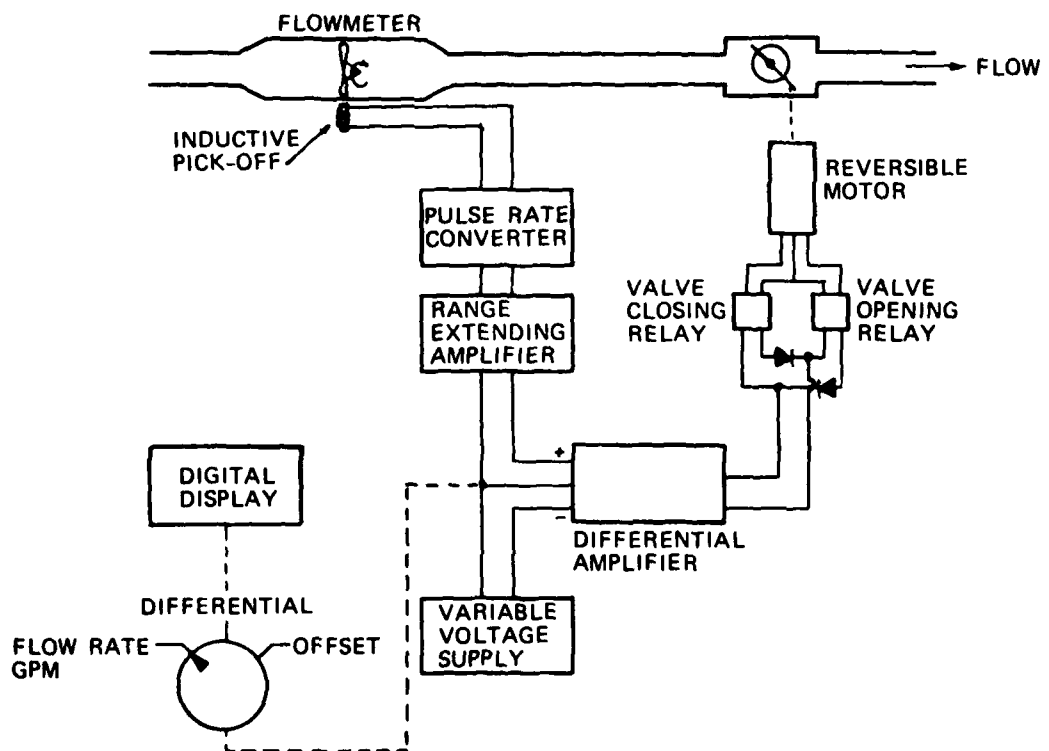 FLOWMETER
FLOW
INDUCTIVE
PICK-OFF
REVERSIBLE
MOTOR
PULSE RATE
CONVERTER
VALVE
CLOSING
RELAY
VALVE
OPENING
RELAY
RANGE
EXTENDING
AMPLIFIER
+
-
DIGITAL
DISPLAY
DIFFERENTIAL
AMPLIFIER
DIFFERENTIAL
FLOW RATE
GPM
OFFSET
VARIABLE
VOLTAGE
SUPPLY